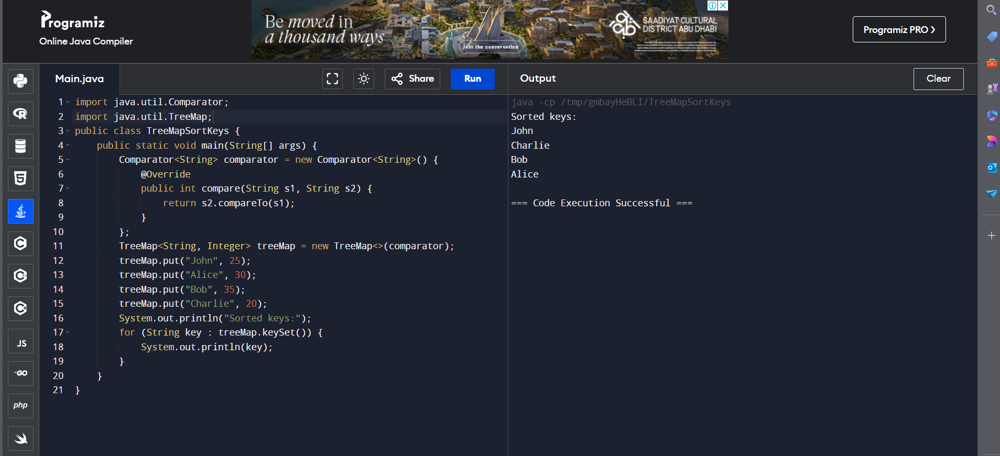 Programiz
Online Java Compiler
Be moved in
a thousand ways
Join the conversation
SAADIYAT CULTURAL
DISTRICT ABU DHABI
Programiz PRO ❯
Main.java
Share
Run
Output
Clear
1 import java.util.Comparator;
2 import java.util.TreeMap;
3 public class TreeMapSortKeys {
4     public static void main(String[] args) {
5         Comparator<String> comparator = new Comparator<String>() {
6             @Override
7             public int compare(String s1, String s2) {
8                 return s2.compareTo(s1);
9             }
10         };
11         TreeMap<String, Integer> treeMap = new TreeMap<>(comparator);
12         treeMap.put("John", 25);
13         treeMap.put("Alice", 30);
14         treeMap.put("Bob", 35);
15         treeMap.put("Charlie", 20);
16         System.out.println("Sorted keys:");
17         for (String key : treeMap.keySet()) {
18             System.out.println(key);
19         }
20     }
21 }
java -cp /tmp/gmbayHeBLI/TreeMapSortKeys
Sorted keys:
John
Charlie
Bob
Alice
=== Code Execution Successful ===
R
5
C
C++
C#
JS
GO
php